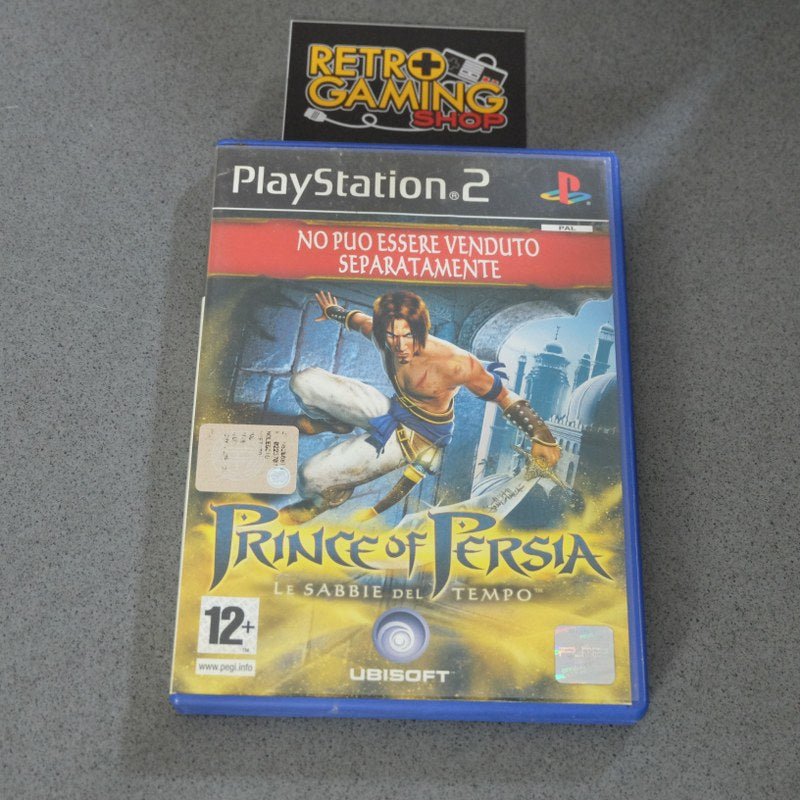 RETRO
GAMING
SHOP
PlayStation®2
PAL
NO PUO ESSERE VENDUTO
SEPARATAMENTE
PRINCE OF PERSIA
LE SABBIE DEL TEMPO™
12+
www.pegi.info
UBISOFT